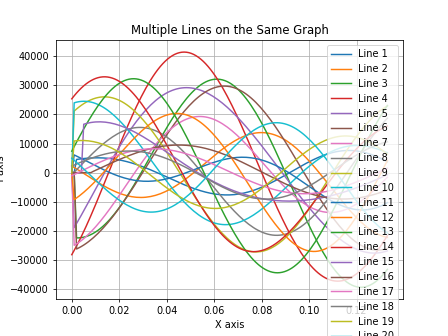 Multiple Lines on the Same Graph
40000
30000
20000
10000
0
−10000
−20000
−30000
−40000
0.00
0.02
0.04
0.06
0.08
0.10
X axis
Line 1
Line 2
Line 3
Line 4
Line 5
Line 6
Line 7
Line 8
Line 9
Line 10
Line 11
Line 12
Line 13
Line 14
Line 15
Line 16
Line 17
Line 18
Line 19
Line 20